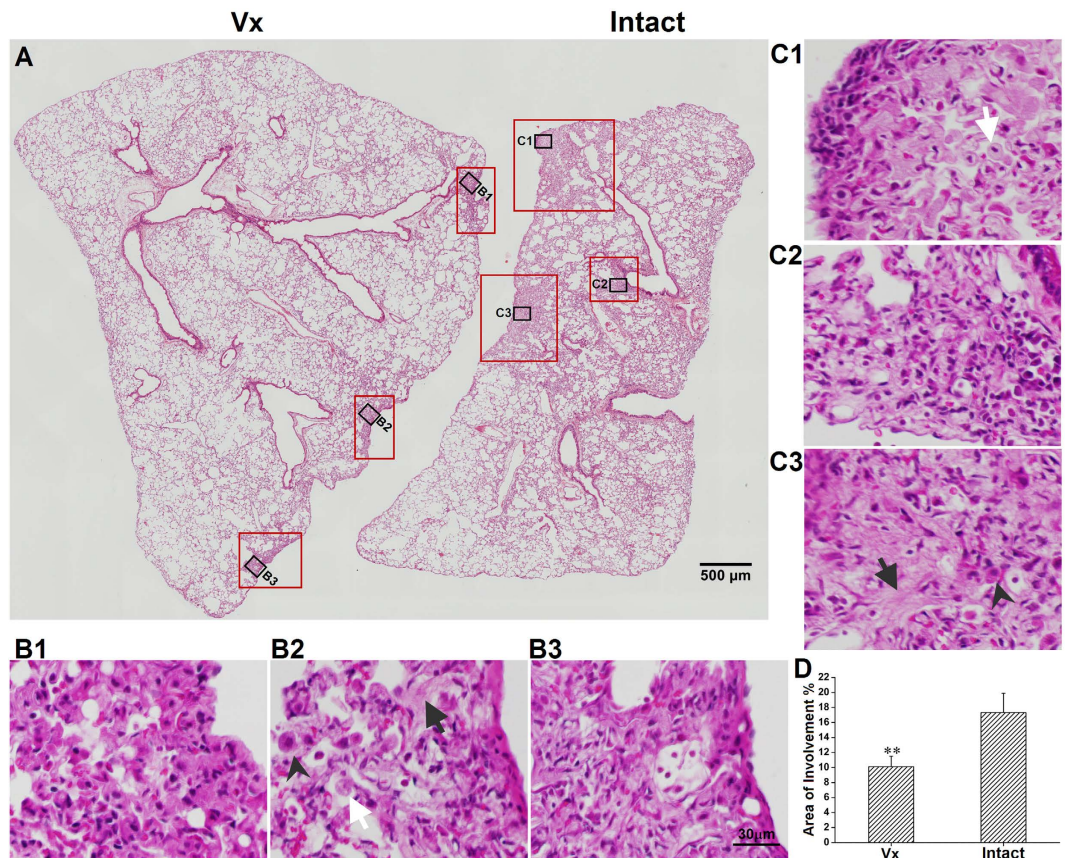 Vx
Intact
A
C1
C1
B1
C2
C2
C3
B2
C3
B3
500 µm
B1
B2
B3
30µm
D
Area of Involvement %
22
20
18
16
14
12
10
8
6
4
2
0
**
Vx
Intact